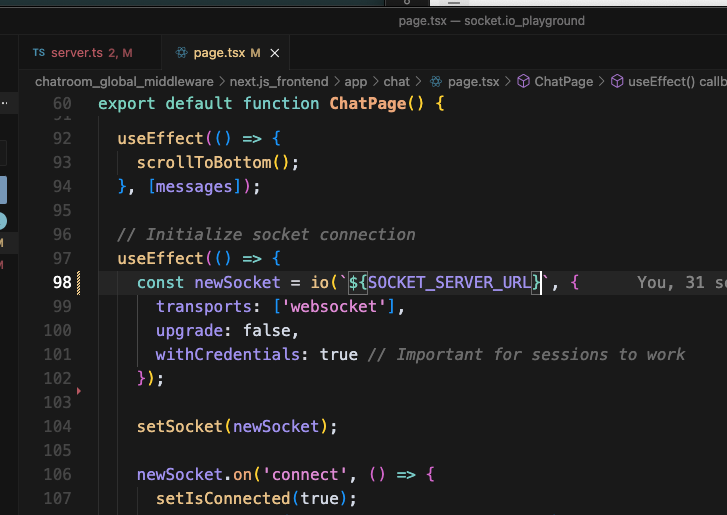 page.tsx — socket.io_playground
TS server.ts 2, M page.tsx M ×
chatroom_global_middleware > next.js_frontend > app > chat > page.tsx > ChatPage > useEffect() callb
60 export default function ChatPage() {
91
92 useEffect(() => {
93 scrollToBottom();
94 }, [messages]);
95
96 // Initialize socket connection
97 useEffect(() => {
98 const newSocket = io(`${SOCKET_SERVER_URL}`, { You, 31 se
99 transports: ['websocket'],
100 upgrade: false,
101 withCredentials: true // Important for sessions to work
102 });
103
104 setSocket(newSocket);
105
106 newSocket.on('connect', () => {
107 setIsConnected(true);